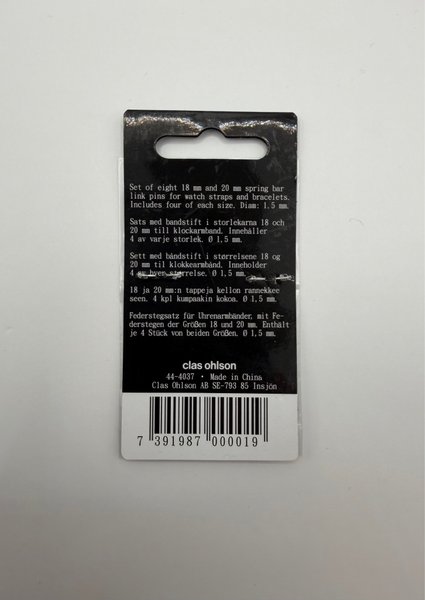 Set of eight 18 mm and 20 mm spring bar
link pins for watch straps and bracelets.
Includes four of each size. Diam: 1,5 mm.
Sats med bandstift i storlekarna 18 och
20 mm till klockarmband. Innehåller
4 av varje storlek. Ø 1,5 mm.
Sett med båndstift i størrelsene 18 og
20 mm til klokkearmbånd. Inneholder
4 av hver størrelse. Ø 1,5 mm.
18 ja 20 mm:n tappeja kellon rannekkee
seen. 4 kpl kumpaakin kokoa. Ø 1,5 mm.
Federstegsatz für Uhrenarmbänder, mit Fe-
derstegen der Größen 18 und 20 mm. Enthält
je 4 Stück von beiden Größen. Ø 1,5 mm.
clas ohlson
44-4037 · Made in China
Clas Ohlson AB SE-793 85 Insjön
7 391987 000019